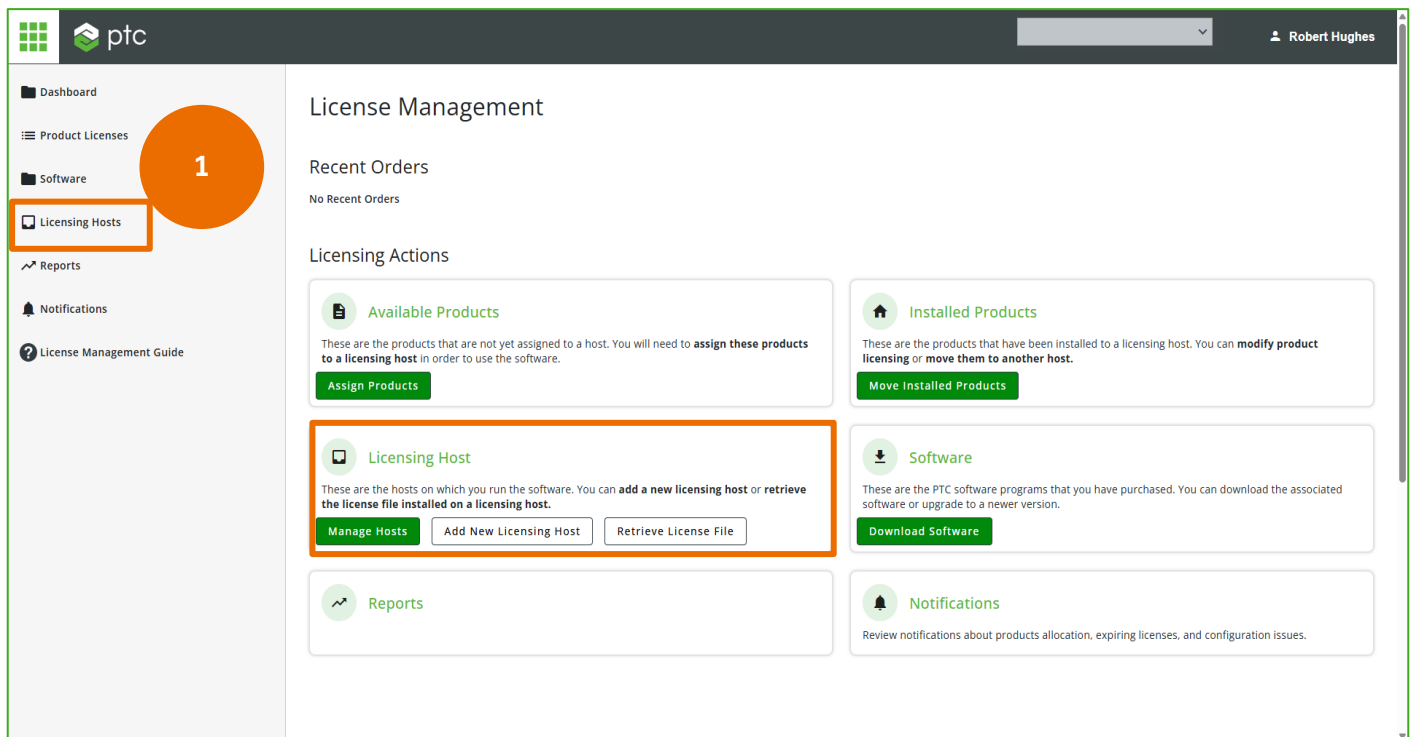 ptc
Robert Hughes
Dashboard
Product Licenses
Software
Licensing Hosts
Reports
Notifications
? License Management Guide
1
License Management
Recent Orders
No Recent Orders
Licensing Actions
Available Products
These are the products that are not yet assigned to a host. You will need to assign these products
to a licensing host in order to use the software.
Assign Products
Installed Products
These are the products that have been installed to a licensing host. You can modify product
licensing or move them to another host.
Move Installed Products
Licensing Host
These are the hosts on which you run the software. You can add a new licensing host or retrieve
the license file installed on a licensing host.
Manage Hosts Add New Licensing Host Retrieve License File
Software
These are the PTC software programs that you have purchased. You can download the associated
software or upgrade to a newer version.
Download Software
Reports
Notifications
Review notifications about products allocation, expiring licenses, and configuration issues.